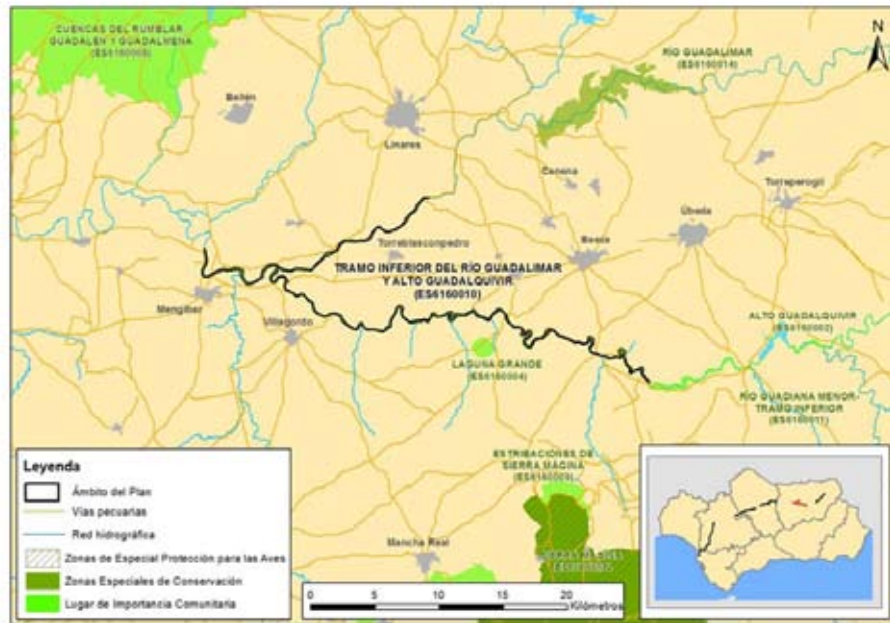 CUENCAS DEL RUMBLAR
GUADALEN Y GUADALMENA
RÍO GUADALIMAR
(ES6160014)
N
Bailén
Linares
Canena
Torreperogil
Úbeda
Baeza
Torreblascopedro
TRAMO INFERIOR DEL RÍO GUADALIMAR
Y ALTO GUADALQUIVIR
(ES6160010)
Mengíbar
Villagordo
ALTO GUADALQUIVIR
(ES6160002)
LAGUNA GRANDE
(ES6160004)
RÍO GUADIANA MENOR-
TRAMO INFERIOR
(ES6160011)
ESTRIBACIONES DE
SIERRA MÁGINA
(ES6160009)
Mancha Real
Leyenda
Ámbito del Plan
Vías pecuarias
Red hidrográfica
Zonas de Especial Protección para las Aves
Zonas Especiales de Conservación
Lugar de Importancia Comunitaria
0 5 10 15 20
Kilómetros